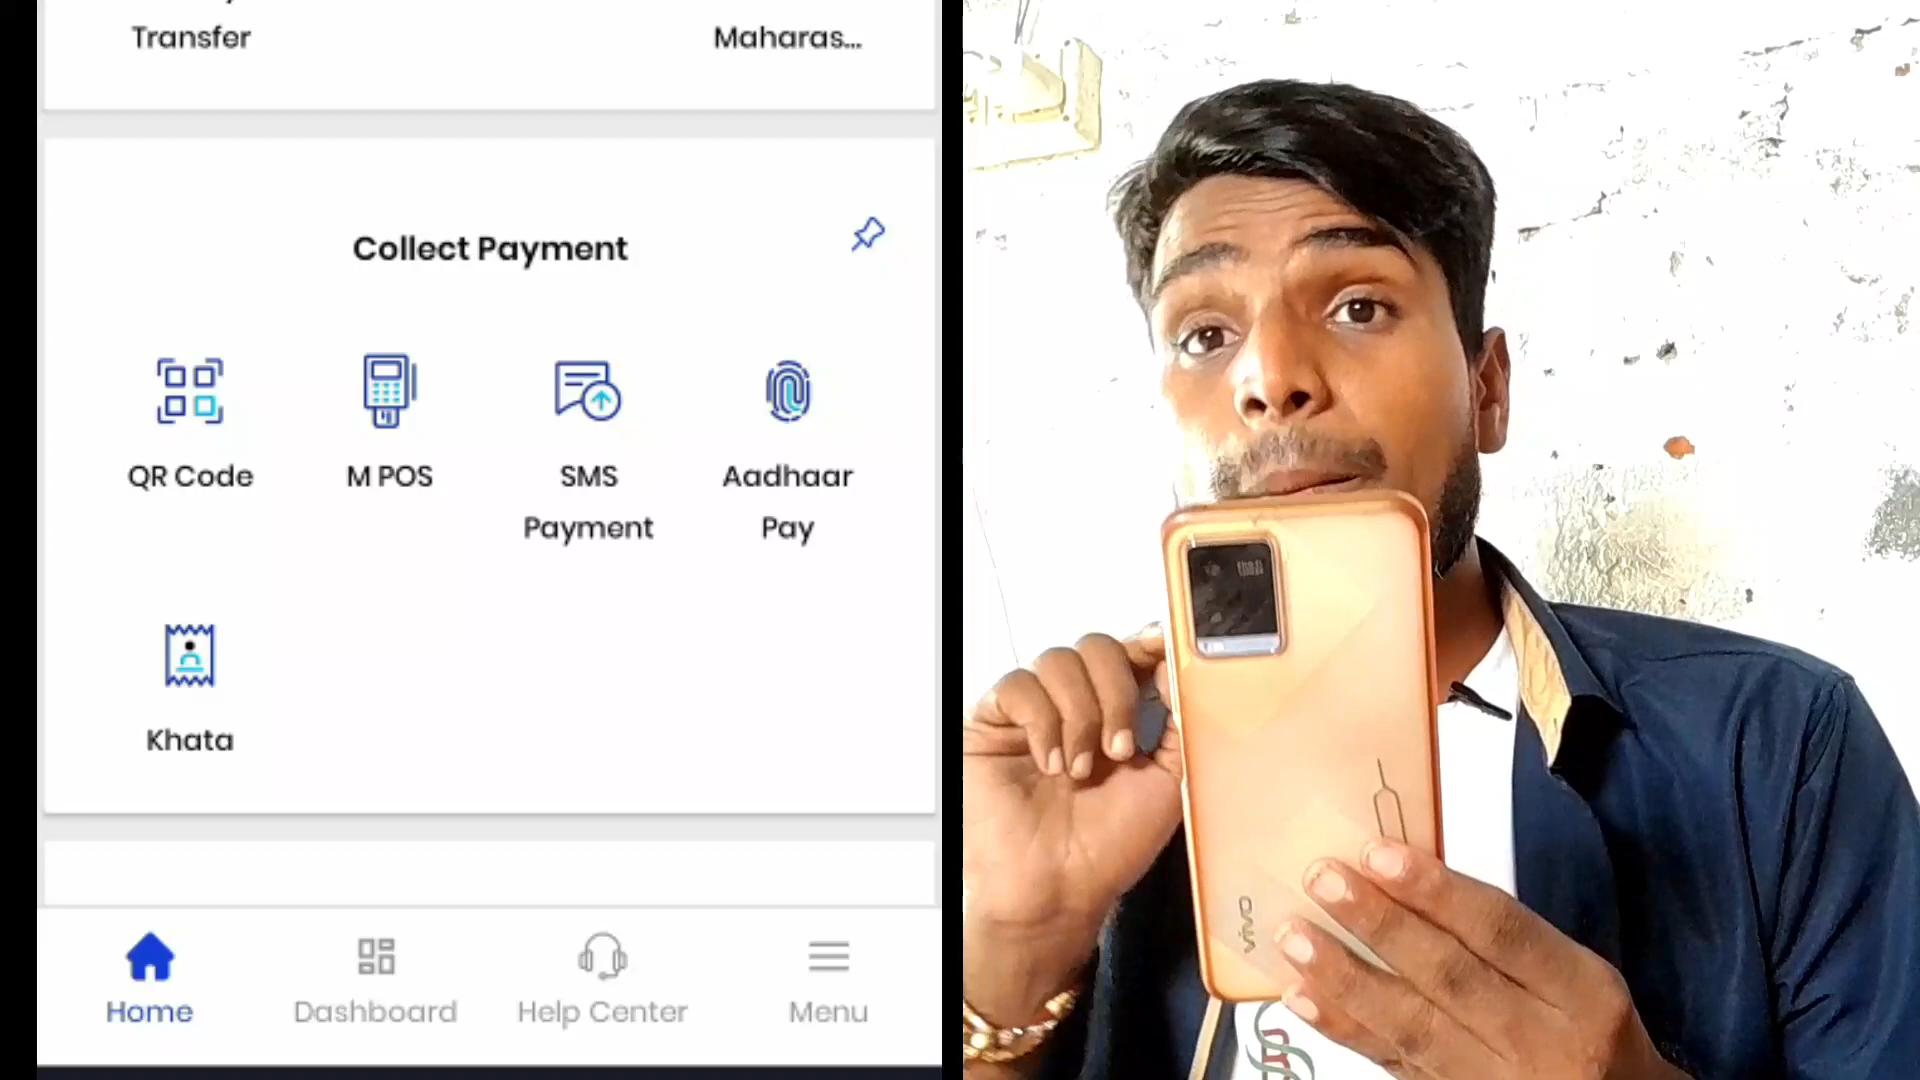 Transfer
Maharas...
Collect Payment
QR Code
M POS
SMS
Payment
Aadhaar
Pay
Khata
Home
Dashboard
Help Center
Menu
vivo